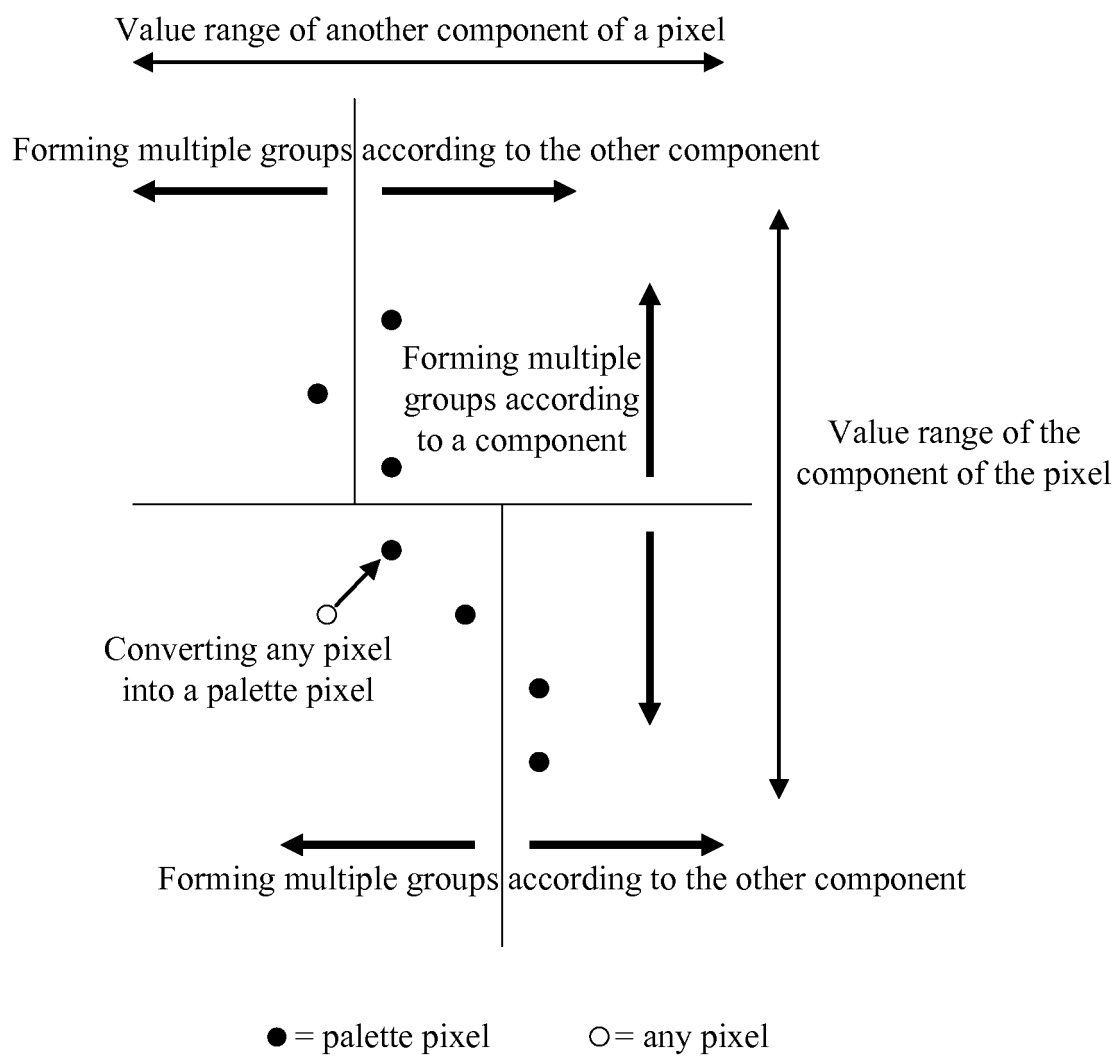 Value range of another component of a pixel
Forming multiple groups according to the other component
Forming multiple
groups according
to a component
Value range of the
component of the pixel
Converting any pixel
into a palette pixel
Forming multiple groups according to the other component
= palette pixel
= any pixel